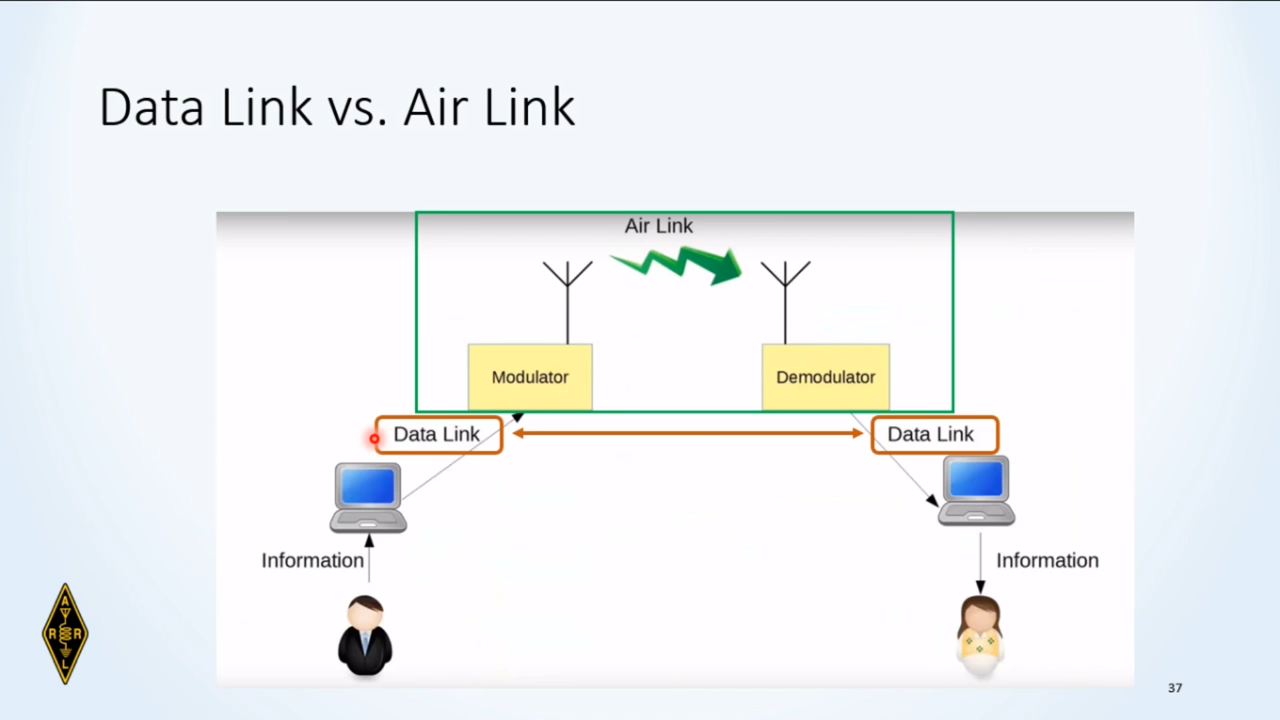 Data Link vs. Air Link
Air Link
Modulator
Demodulator
Data Link
Data Link
Information
Information
A
R R
L
37